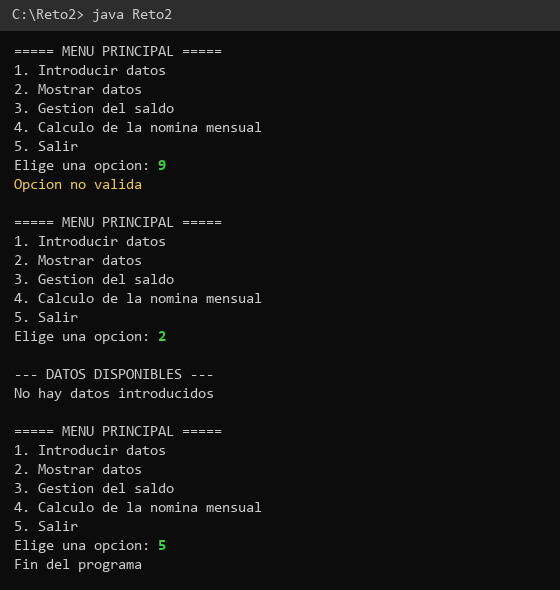 C:\Reto2> java Reto2
===== MENU PRINCIPAL =====
1. Introducir datos
2. Mostrar datos
3. Gestion del saldo
4. Calculo de la nomina mensual
5. Salir
Elige una opcion: 9
Opcion no valida
===== MENU PRINCIPAL =====
1. Introducir datos
2. Mostrar datos
3. Gestion del saldo
4. Calculo de la nomina mensual
5. Salir
Elige una opcion: 2
--- DATOS DISPONIBLES ---
No hay datos introducidos
===== MENU PRINCIPAL =====
1. Introducir datos
2. Mostrar datos
3. Gestion del saldo
4. Calculo de la nomina mensual
5. Salir
Elige una opcion: 5
Fin del programa